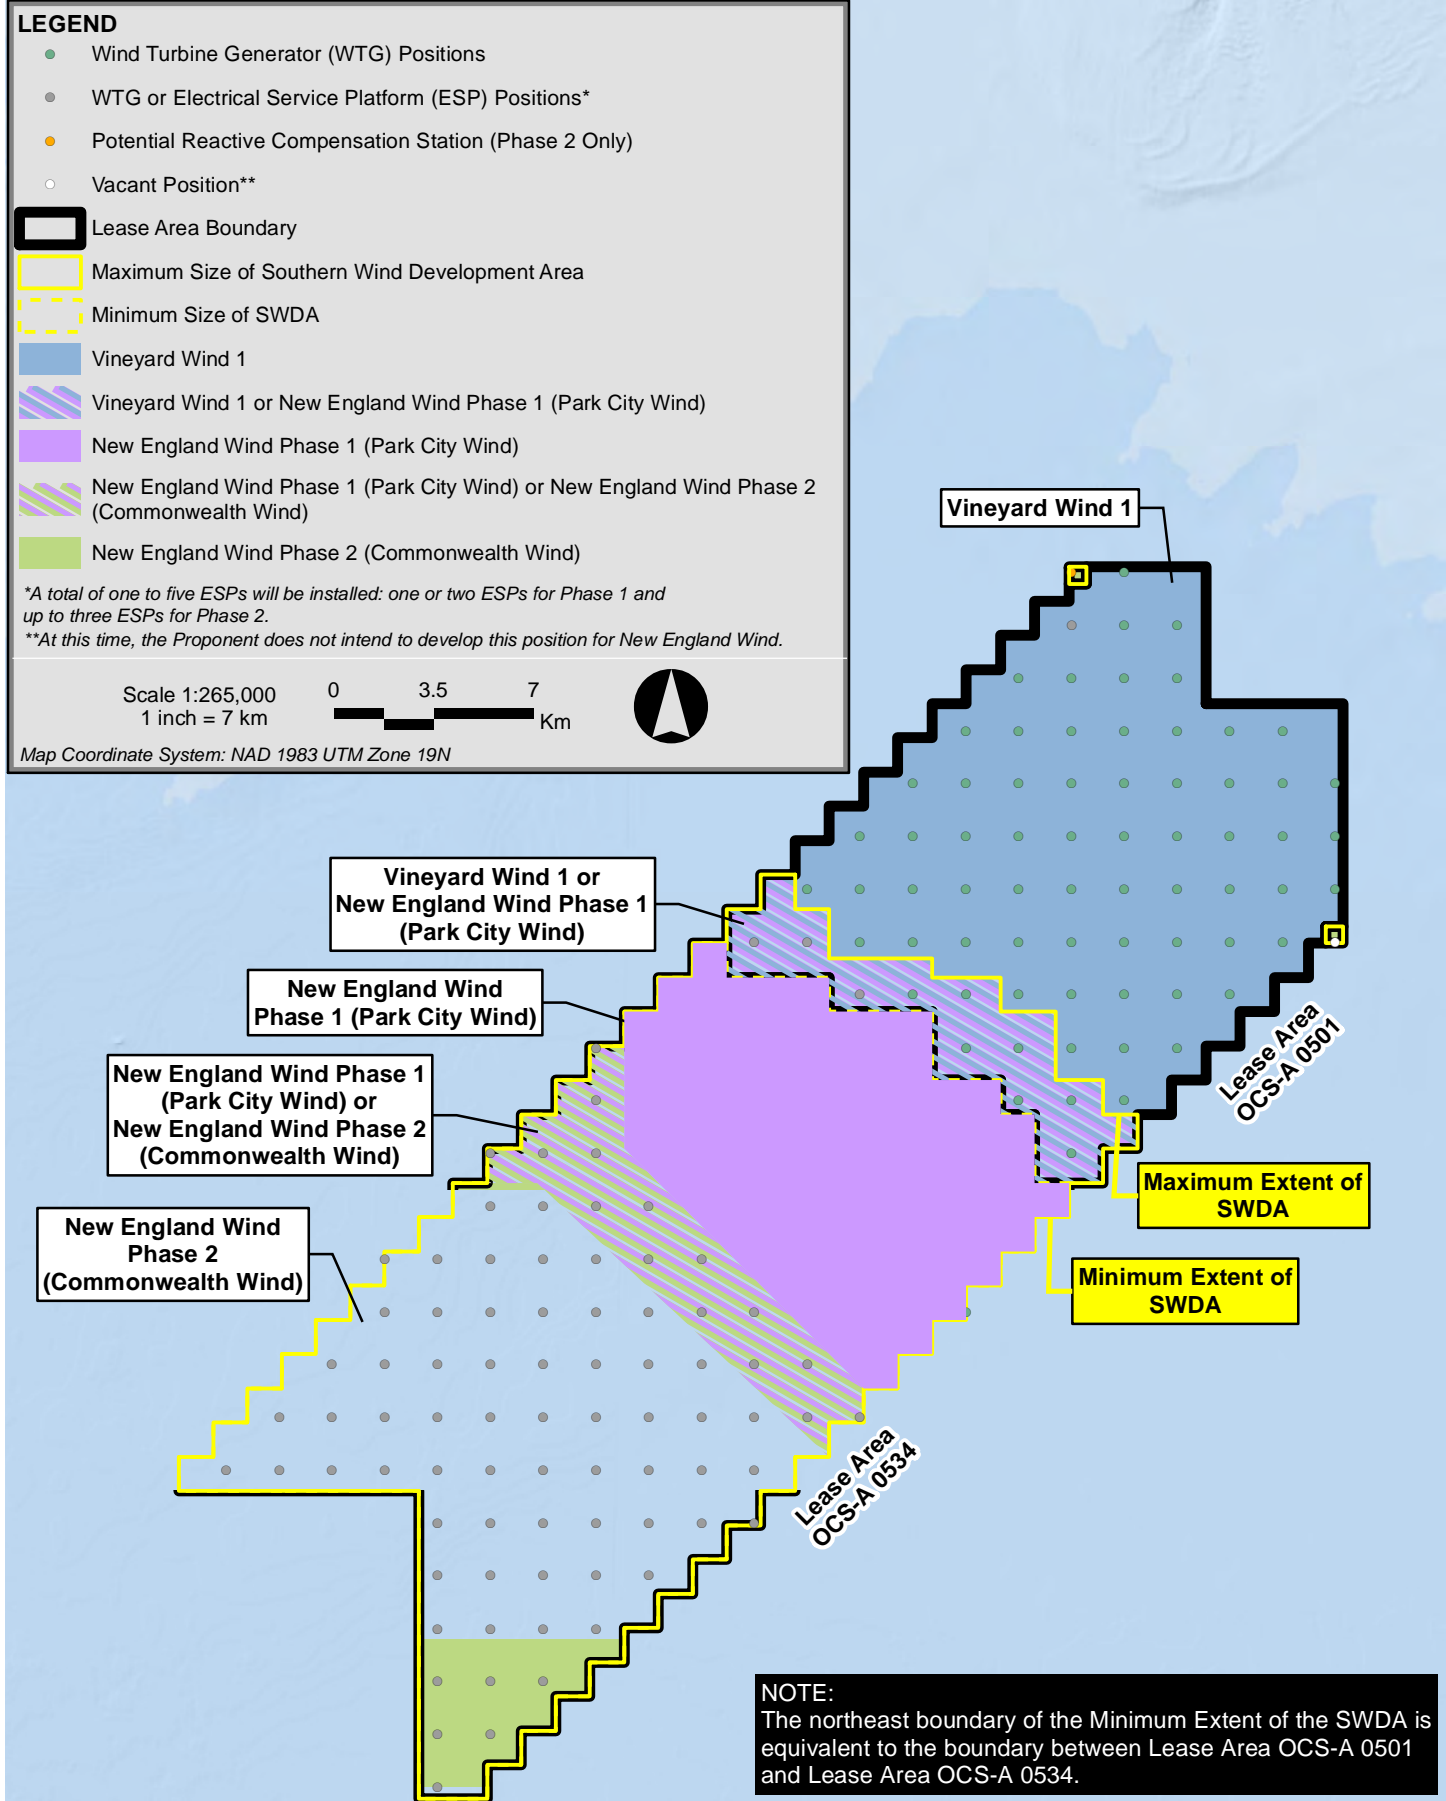 LEGEND
Wind Turbine Generator (WTG) Positions
WTG or Electrical Service Platform (ESP) Positions*
Potential Reactive Compensation Station (Phase 2 Only)
Vacant Position**
Lease Area Boundary
Maximum Size of Southern Wind Development Area
Minimum Size of SWDA
Vineyard Wind 1
Vineyard Wind 1 or New England Wind Phase 1 (Park City Wind)
New England Wind Phase 1 (Park City Wind)
New England Wind Phase 1 (Park City Wind) or New England Wind Phase 2
(Commonwealth Wind)
New England Wind Phase 2 (Commonwealth Wind)
*A total of one to five ESPs will be installed: one or two ESPs for Phase 1 and
up to three ESPs for Phase 2.
**At this time, the Proponent does not intend to develop this position for New England Wind.
Scale 1:265,000
1 inch = 7 km
0 3.5 7
Km
Map Coordinate System: NAD 1983 UTM Zone 19N
Vineyard Wind 1
Vineyard Wind 1 or
New England Wind Phase 1
(Park City Wind)
New England Wind
Phase 1 (Park City Wind)
New England Wind Phase 1
(Park City Wind) or
New England Wind Phase 2
(Commonwealth Wind)
New England Wind
Phase 2
(Commonwealth Wind)
Lease Area
OCS-A 0501
Maximum Extent of
SWDA
Minimum Extent of
SWDA
Lease Area
OCS-A 0534
NOTE:
The northeast boundary of the Minimum Extent of the SWDA is
equivalent to the boundary between Lease Area OCS-A 0501
and Lease Area OCS-A 0534.